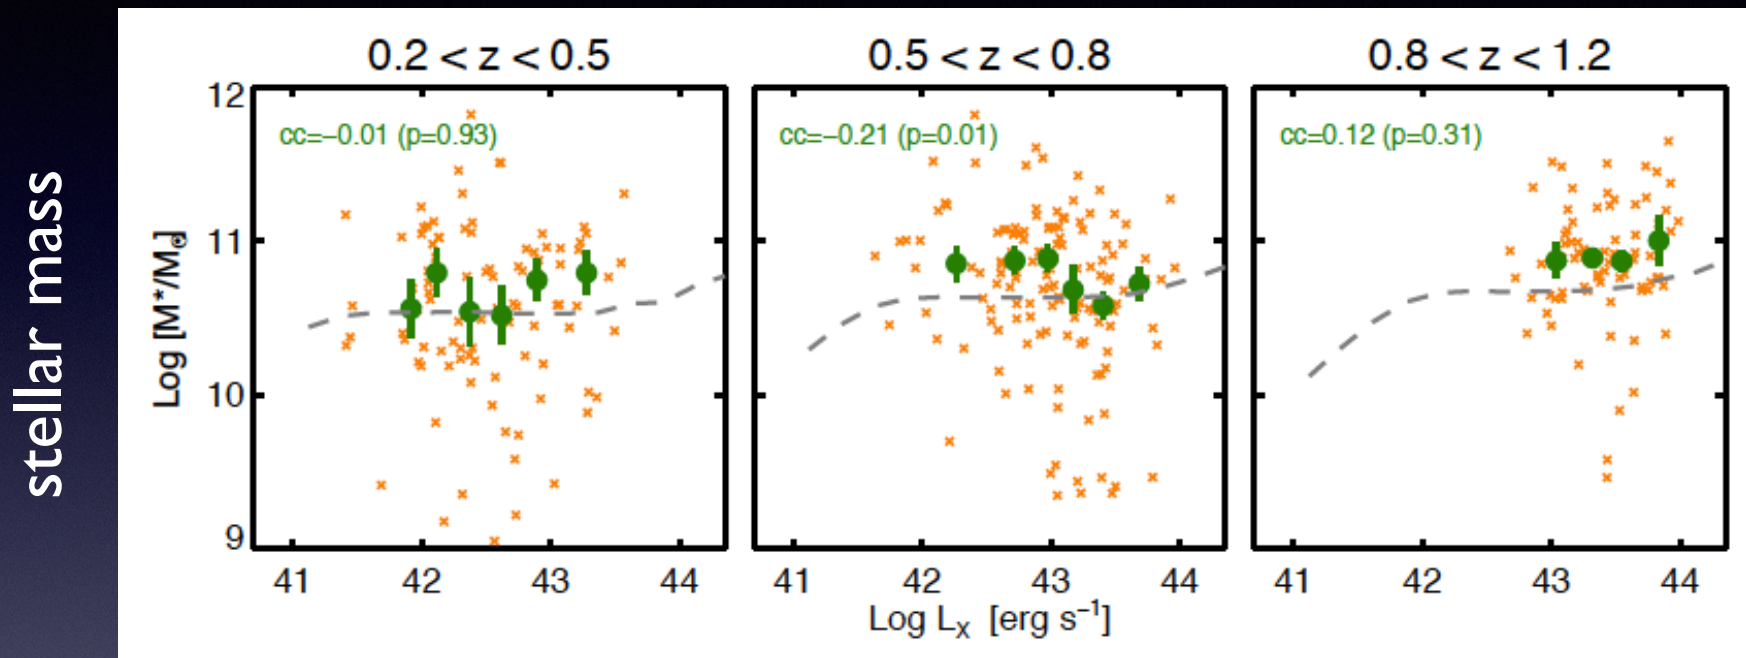 stellar mass
0.2 < z < 0.5
0.5 < z < 0.8
0.8 < z < 1.2
cc=−0.01 (p=0.93)
cc=−0.21 (p=0.01)
cc=0.12 (p=0.31)
Log [M*/M⊙]
12
11
10
9
41 42 43 44
41 42 43 44
41 42 43 44
Log Lₓ [erg s⁻¹]